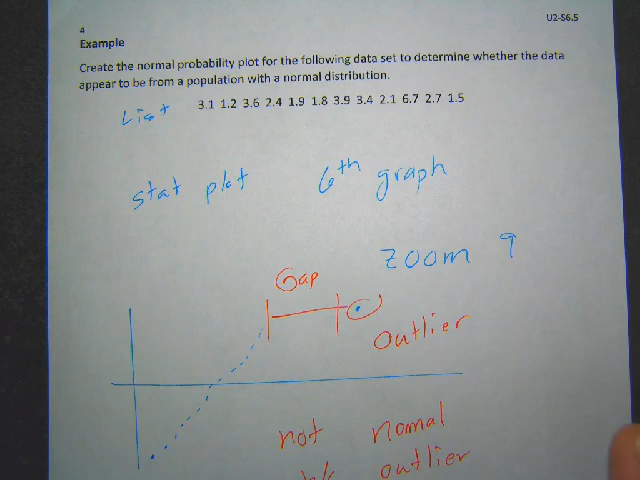 U2-S6.5
4
Example
Create the normal probability plot for the following data set to determine whether the data
appear to be from a population with a normal distribution.
List 3.1 1.2 3.6 2.4 1.9 1.8 3.9 3.4 2.1 6.7 2.7 1.5
stat plot 6th graph
ZOOM 9
Gap
Outlier
not nomal
outlier